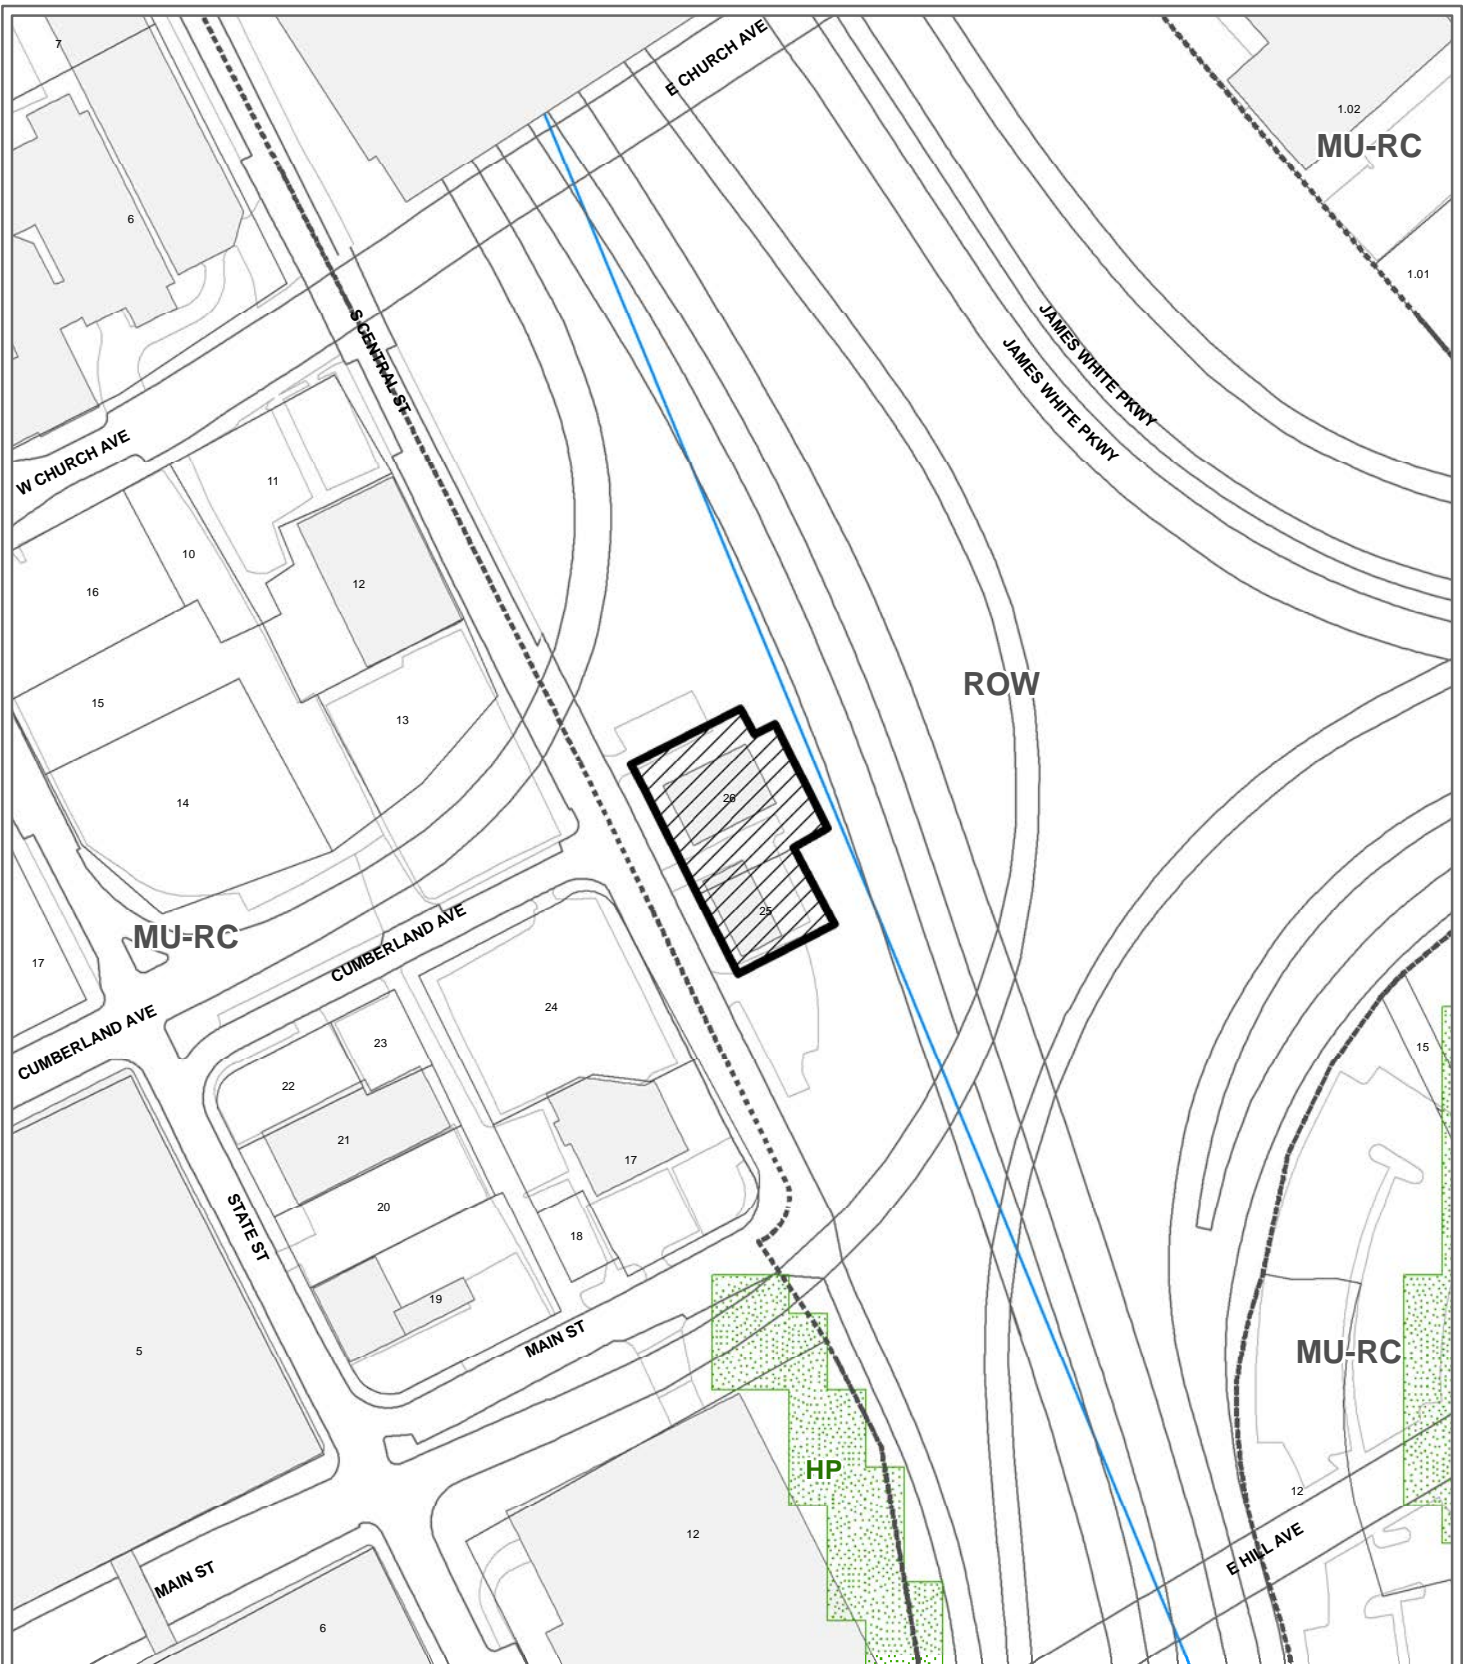 7
E CHURCH AVE
1.02
MU-RC
6
1.01
S CENTRAL ST
JAMES WHITE PKWY
JAMES WHITE PKWY
W CHURCH AVE
11
10
12
16
ROW
15
13
14
26
25
MU-RC
CUMBERLAND AVE
17
24
CUMBERLAND AVE
23
15
22
21
17
20
STATE ST
18
19
MAIN ST
5
MU-RC
HP
12
12
E HILL AVE
MAIN ST
6